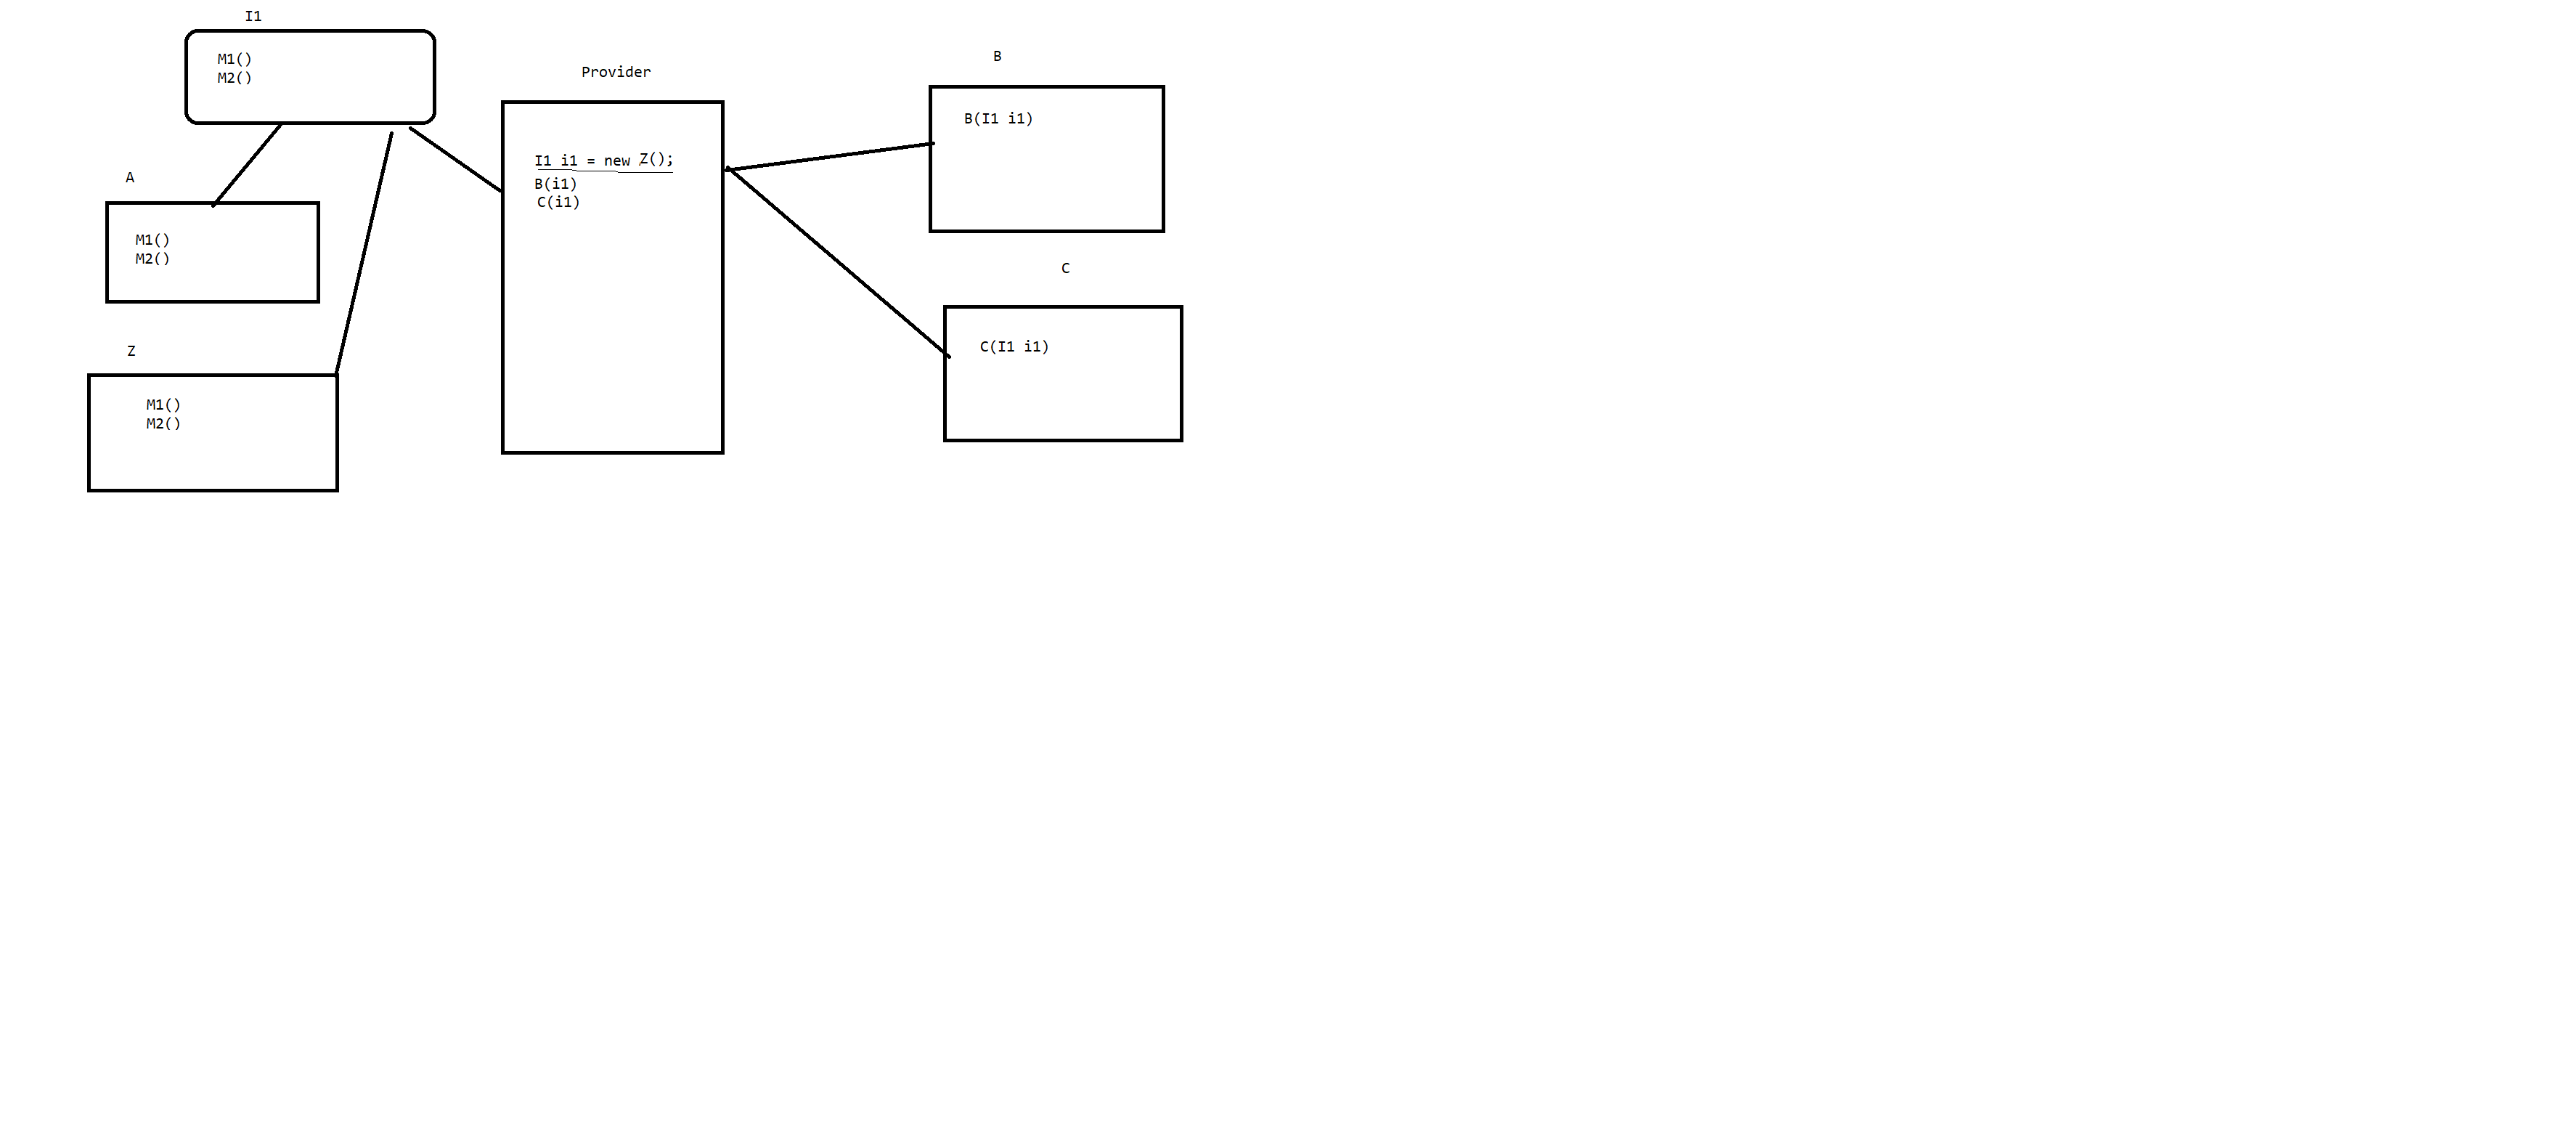 I1
M1()
M2()
A
M1()
M2()
Z
M1()
M2()
Provider
I1 i1 = new Z();
B(i1)
C(i1)
B
B(I1 i1)
C
C(I1 i1)